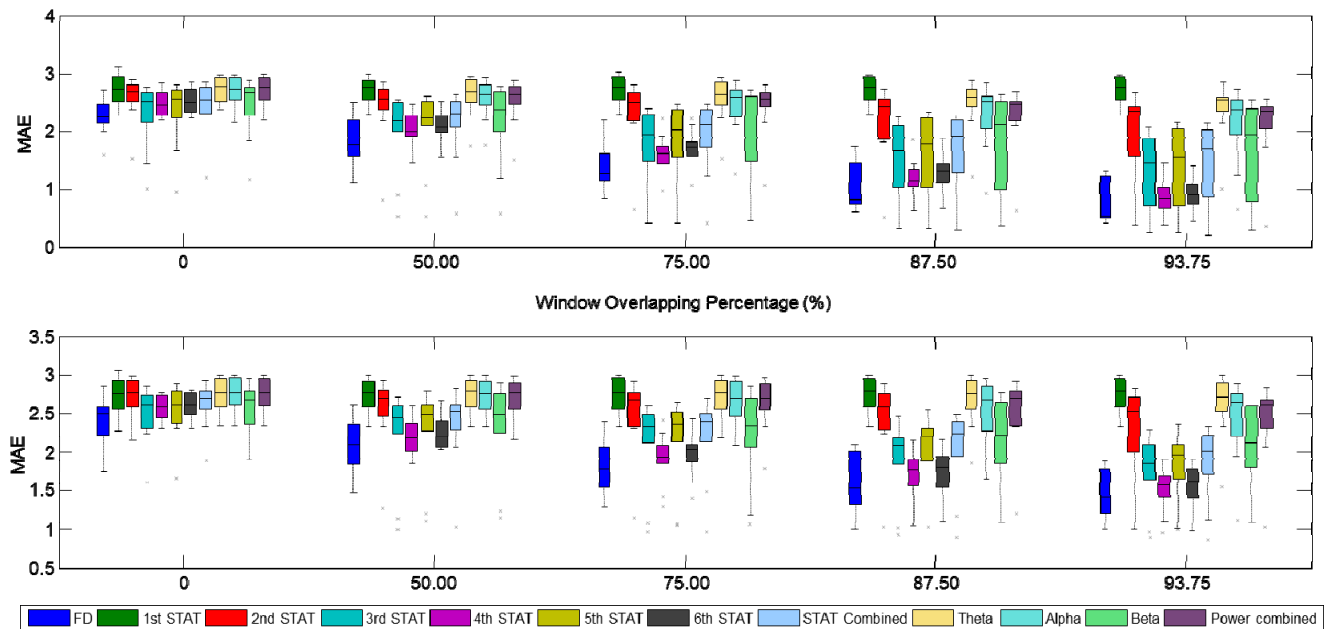 4
3
2
1
0
MAE
0 50.00 75.00 87.50 93.75
Window Overlapping Percentage (%)
3.5
3
2.5
2
1.5
1
0.5
MAE
0 50.00 75.00 87.50 93.75
FD 1st STAT 2nd STAT 3rd STAT 4th STAT 5th STAT 6th STAT STAT Combined Theta Alpha Beta Power combined